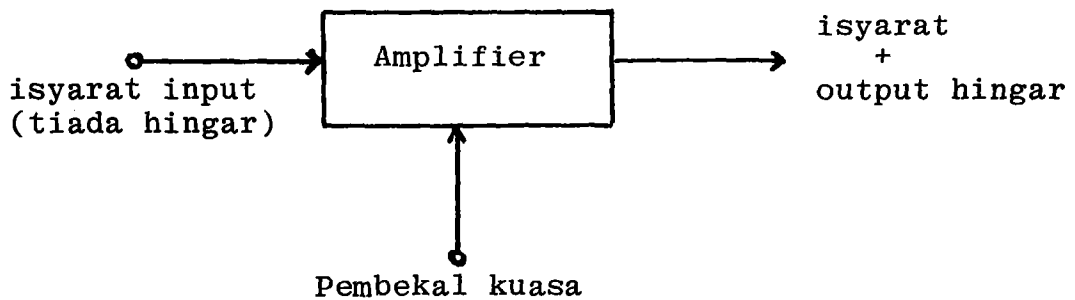 isyarat input
(tiada hingar)
Amplifier
isyarat
+
output hingar
Pembekal kuasa